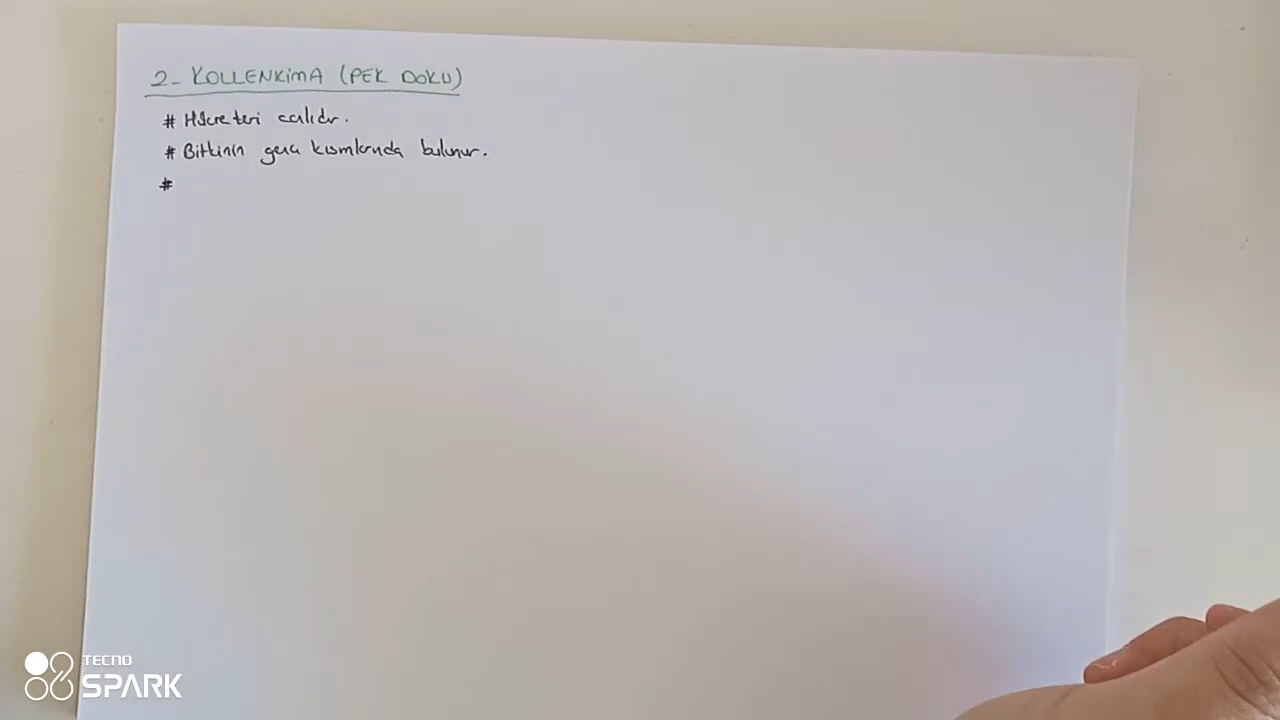 2- KOLLENKİMA (PEK DOKU)
# Hücreleri canlıdır.
# Bitkinin genç kısımlarında bulunur.
#
TECNO
SPARK